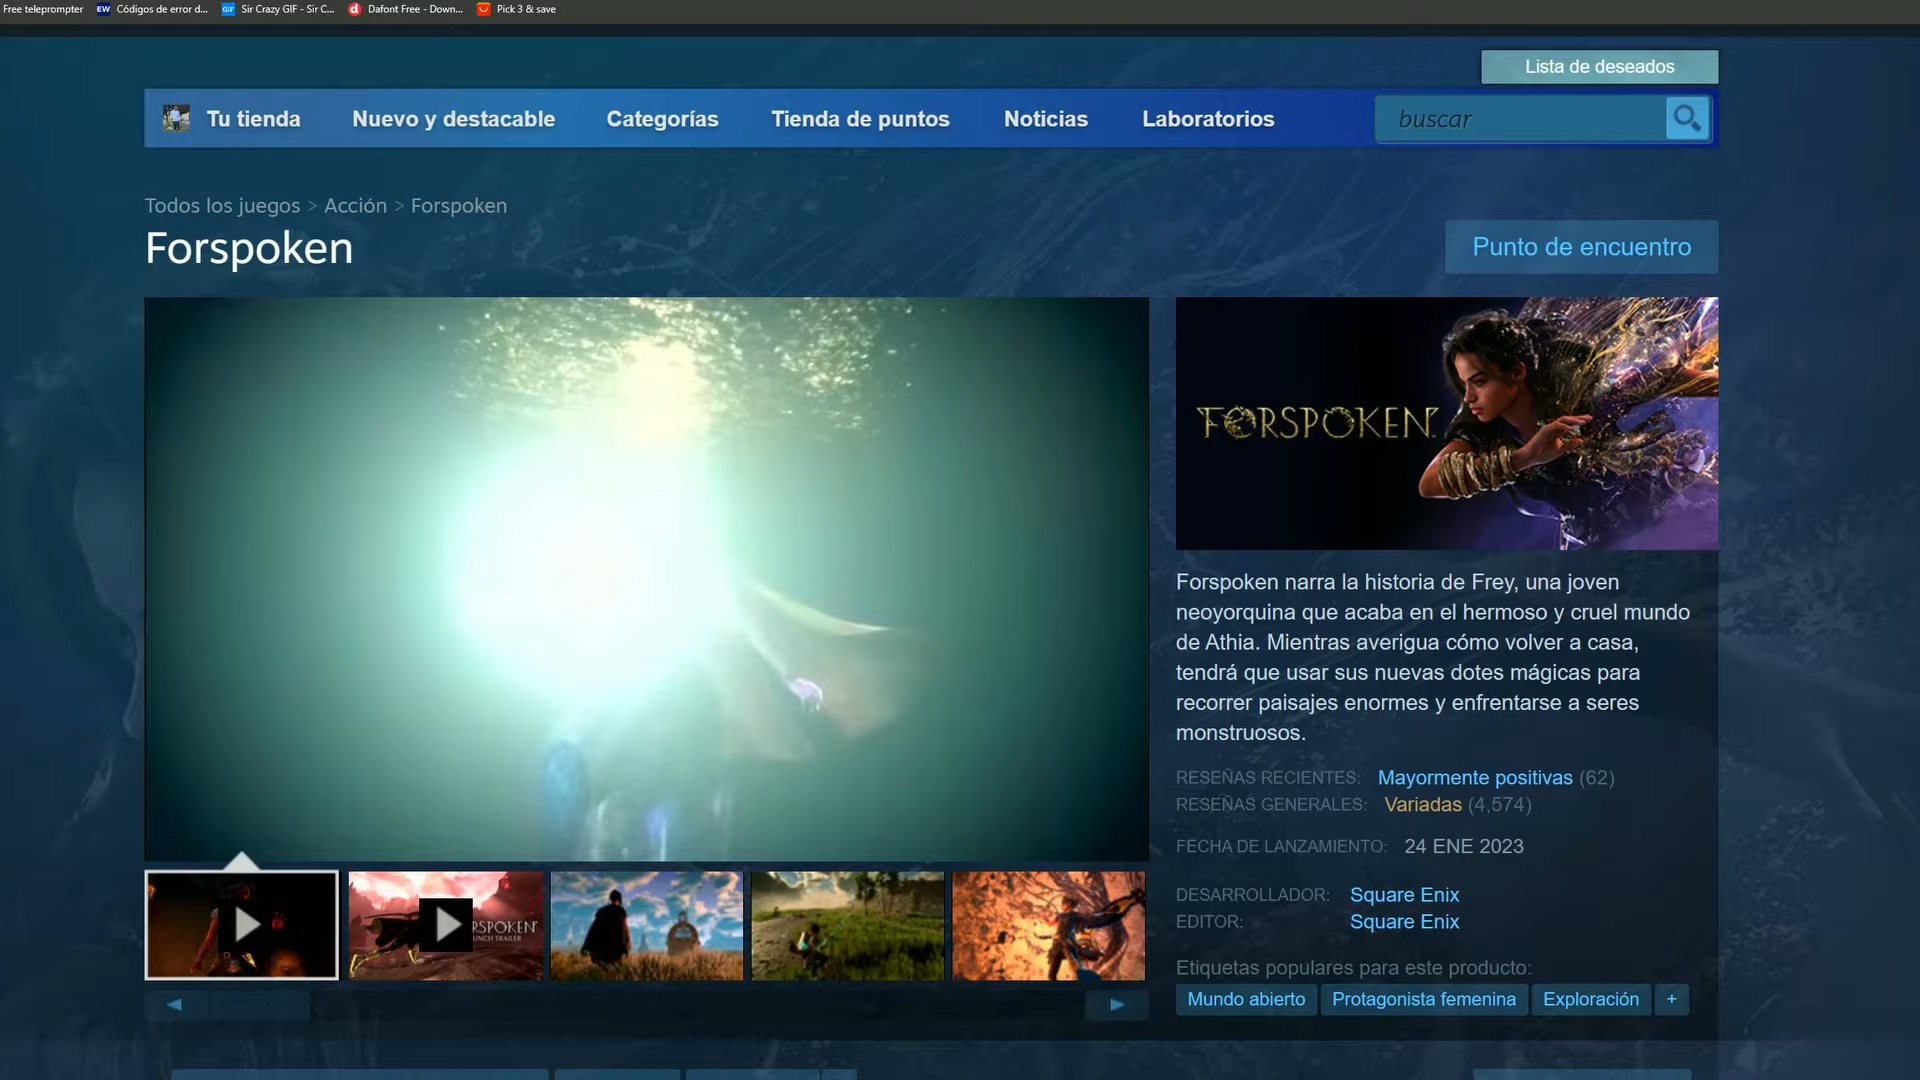 Free teleprompter
EW Códigos de error d...
GIF Sir Crazy GIF - Sir C...
d Dafont Free - Down...
Pick 3 & save
Lista de deseados
Tu tienda
Nuevo y destacable
Categorías
Tienda de puntos
Noticias
Laboratorios
buscar
Todos los juegos > Acción > Forspoken
Forspoken
Punto de encuentro
FORSPOKEN
Forspoken narra la historia de Frey, una joven
neoyorquina que acaba en el hermoso y cruel mundo
de Athia. Mientras averigua cómo volver a casa,
tendrá que usar sus nuevas dotes mágicas para
recorrer paisajes enormes y enfrentarse a seres
monstruosos.
RESEÑAS RECIENTES: Mayormente positivas (62)
RESEÑAS GENERALES: Variadas (4,574)
FECHA DE LANZAMIENTO: 24 ENE 2023
DESARROLLADOR: Square Enix
EDITOR: Square Enix
Etiquetas populares para este producto:
Mundo abierto
Protagonista femenina
Exploración
+
RSPOKEN
UNCH TRAILER